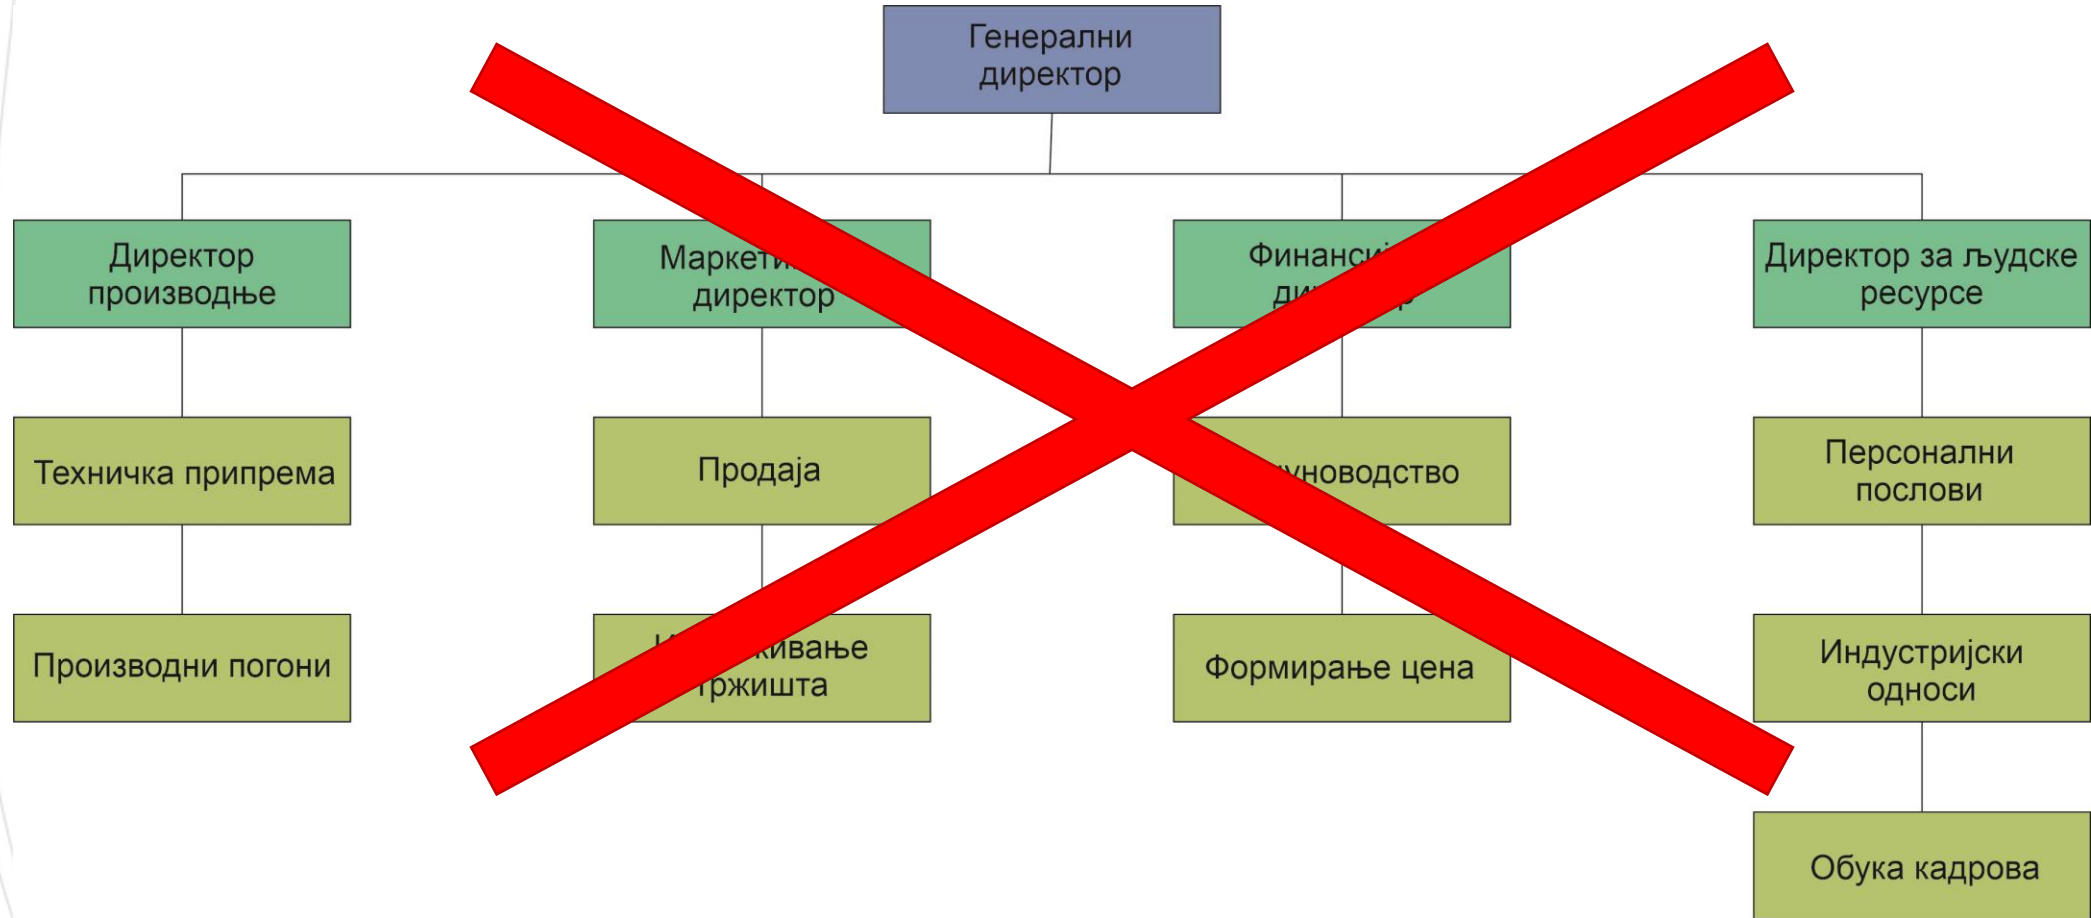 Генерални
директор
Директор
производње
директор
Директор за људске
ресурсе
Техничка припрема
Продаја
Персонални
послови
Производни погони
Формирање цена
Индустријски
односи
Обука кадрова